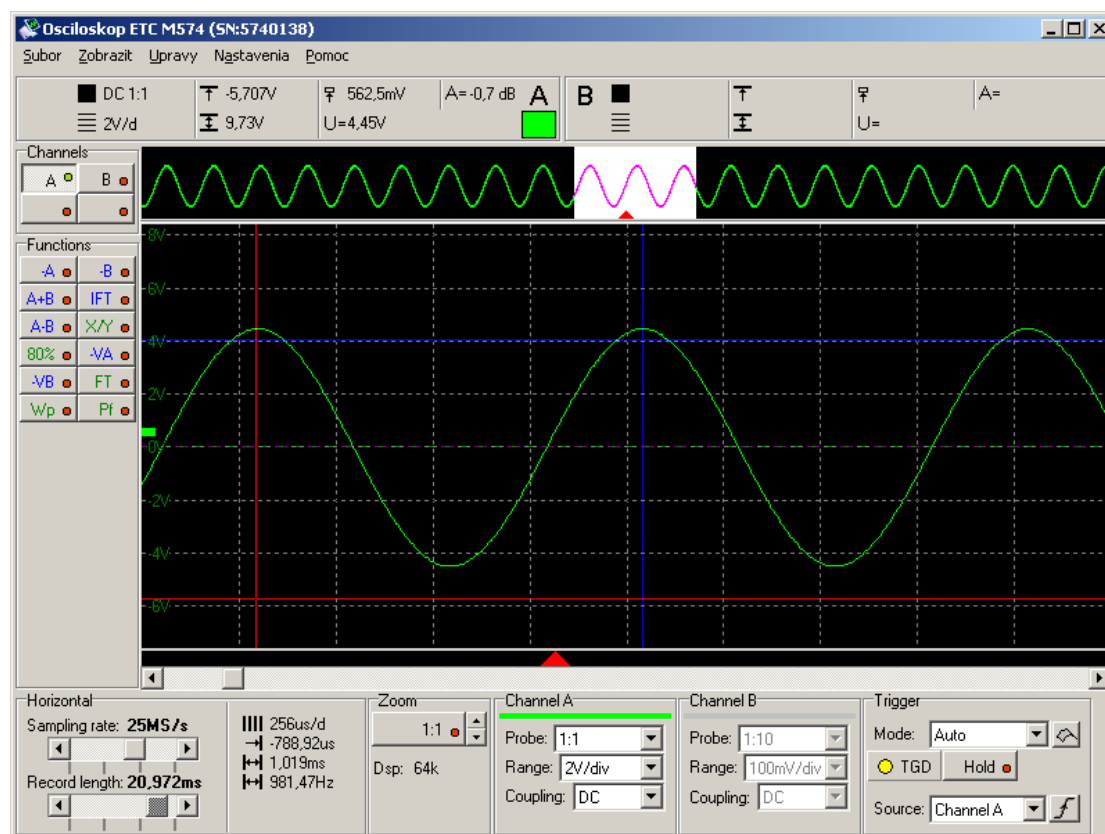 Osciloskop ETC M574 (SN:5740138)
Subor Zobrazit Upravy Nastavenia Pomoc
DC 1:1 -5,707V 562,5mV A= -0,7 dB A B A=
2V/d 9,73V U=4,45V U=
Channels
A B
Functions
-A -B
A+B IFT
A-B X/Y
80% -VA
-VB FT
Wp Pf
8V
6V
4V
2V
0V
-2V
-4V
-6V
Horizontal
Sampling rate: 25MS/s
Record length: 20,972ms
256us/d
-788,92us
1,019ms
981,47Hz
Zoom
1:1
Dsp: 64k
Channel A
Probe: 1:1
Range: 2V/div
Coupling: DC
Channel B
Probe: 1:10
Range: 100mV/div
Coupling: DC
Trigger
Mode: Auto
TGD Hold
Source: Channel A